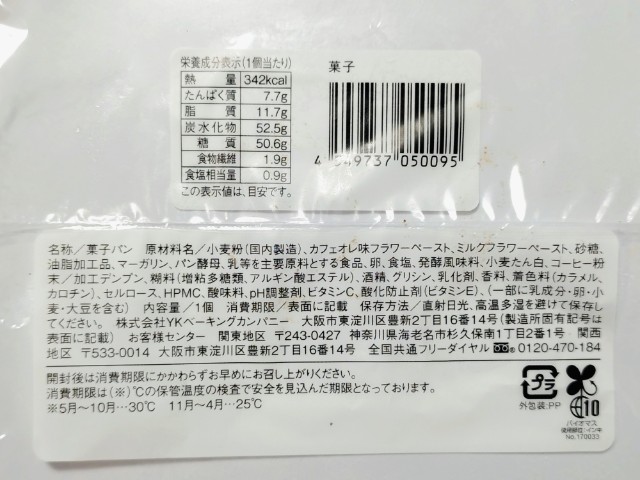 栄養成分表示(1個当たり)
熱量 342kcal
たんぱく質 7.7g
脂質 11.7g
炭水化物 52.5g
糖質 50.6g
食物繊維 1.9g
食塩相当量 0.9g
この表示値は、目安です。
菓子
4 549737 050095
名称/菓子パン 原材料名/小麦粉(国内製造)、カフェオレ味フラワーペースト、ミルクフラワーペースト、砂糖、
油脂加工品、マーガリン、パン酵母、乳等を主要原料とする食品、卵、食塩、発酵風味料、小麦たん白、コーヒー粉
末/加工デンプン、糊料(増粘多糖類、アルギン酸エステル)、酒精、グリシン、乳化剤、香料、着色料(カラメル、
カロチン)、セルロース、HPMC、酸味料、pH調整剤、ビタミンC、酸化防止剤(ビタミンE)、(一部に乳成分・卵・小
麦・大豆を含む) 内容量/1個 消費期限/表面に記載 保存方法/直射日光、高温多湿を避けて保存し
てください。 株式会社YKベーキングカンパニー 大阪市東淀川区豊新2丁目16番14号(製造所固有記号は
表面に記載) お客様センター 関東地区 〒243-0427 神奈川県海老名市杉久保南1丁目2番1号 関西
地区 〒533-0014 大阪市東淀川区豊新2丁目16番14号 全国共通フリーダイヤル 0120-470-184
開封後は消費期限にかかわらずお早めにお召し上がりください。
消費期限は(※)℃の保管温度の検査で安全を見込んだ期限となっております。
※5月〜10月…30℃ 11月〜4月…25℃
プラ
外包装:PP
10
バイオマス
使用部位:インキ
No.170033